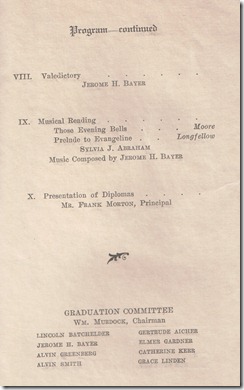 Program—continued
VIII. Valedictory . . . . . .
JEROME H. BAYER
IX. Musical Reading . . . . . .
Those Evening Bells . . . Moore
Prelude to Evangeline . . . Longfellow
SYLVIA J. ABRAHAM
Music Composed by JEROME H. BAYER
X. Presentation of Diplomas . . . .
MR. FRANK MORTON, Principal
GRADUATION COMMITTEE
WM. MURDOCK, Chairman
LINCOLN BATCHELDER GERTRUDE AICHER
JEROME H. BAYER ELMER GARDNER
ALVIN GREENBERG CATHERINE KERR
ALVIN SMITH GRACE LINDEN